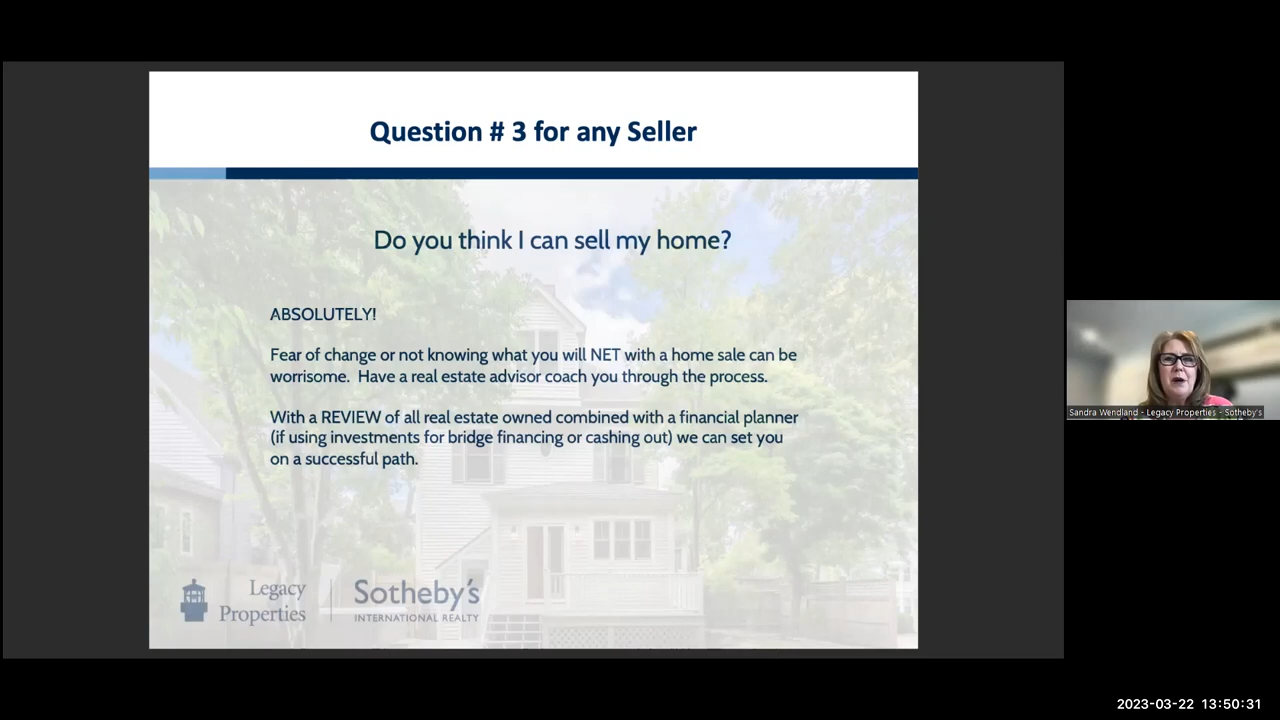 Question # 3 for any Seller
Do you think I can sell my home?
ABSOLUTELY!
Fear of change or not knowing what you will NET with a home sale can be
worrisome.  Have a real estate advisor coach you through the process.
With a REVIEW of all real estate owned combined with a financial planner
(if using investments for bridge financing or cashing out) we can set you
on a successful path.
Legacy
Properties
Sotheby's
INTERNATIONAL REALTY
Sandra Wendland - Legacy Properties - Sotheby's
2023-03-22 13:50:31